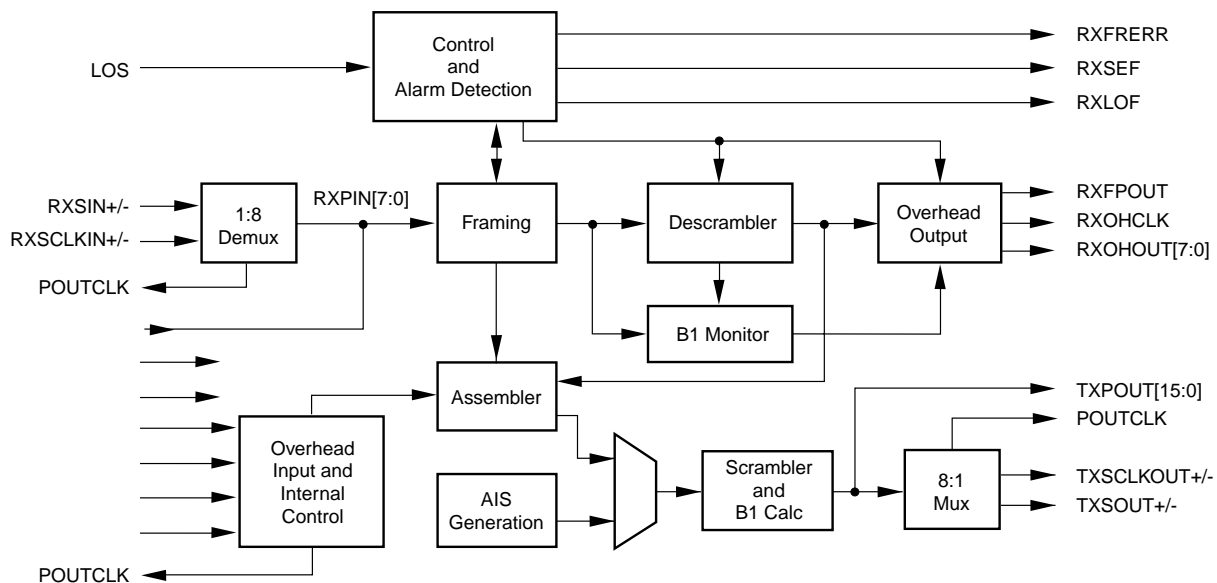 Control
and
Alarm Detection
RXFRERR
LOS
RXSEF
RXLOF
RXSIN+/-
RXSCLKIN+/-
1:8
Demux
RXPIN[7:0]
Framing
Descrambler
Overhead
Output
RXFPOUT
RXOHCLK
RXOHOUT[7:0]
POUTCLK
B1 Monitor
Assembler
TXPOUT[15:0]
POUTCLK
Overhead
Input and
Internal
Control
AIS
Generation
Scrambler
and
B1 Calc
8:1
Mux
TXSCLKOUT+/-
TXSOUT+/-
POUTCLK